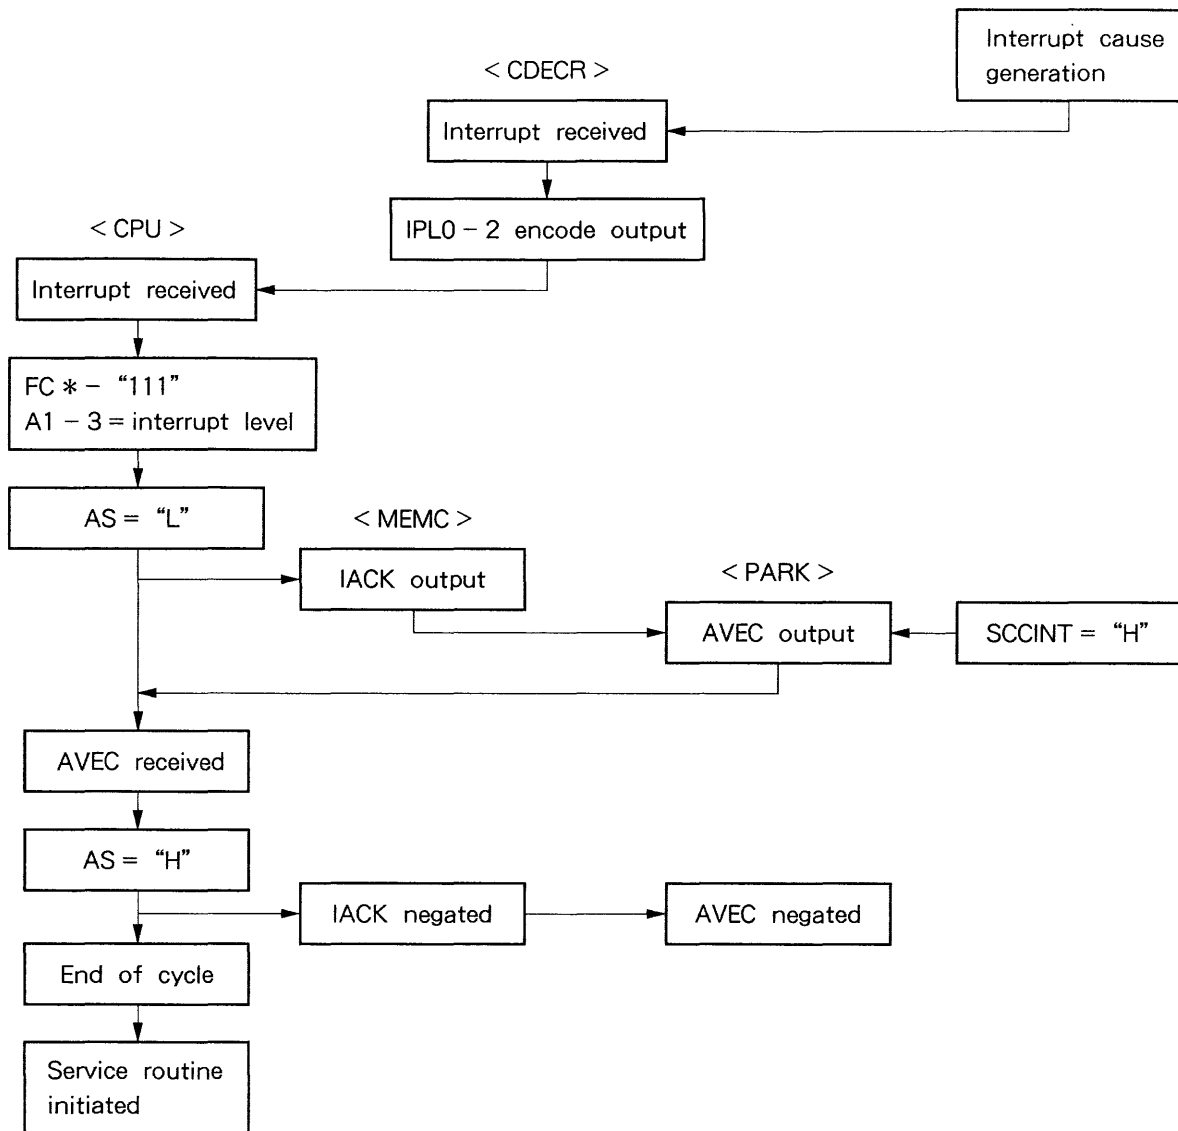 Interrupt cause
generation
< CDECR >
Interrupt received
IPL0 - 2 encode output
< CPU >
Interrupt received
FC * - “111”
A1 - 3 = interrupt level
AS = “L”
< MEMC >
IACK output
< PARK >
AVEC output
SCCINT = “H”
AVEC received
AS = “H”
IACK negated
AVEC negated
End of cycle
Service routine
initiated